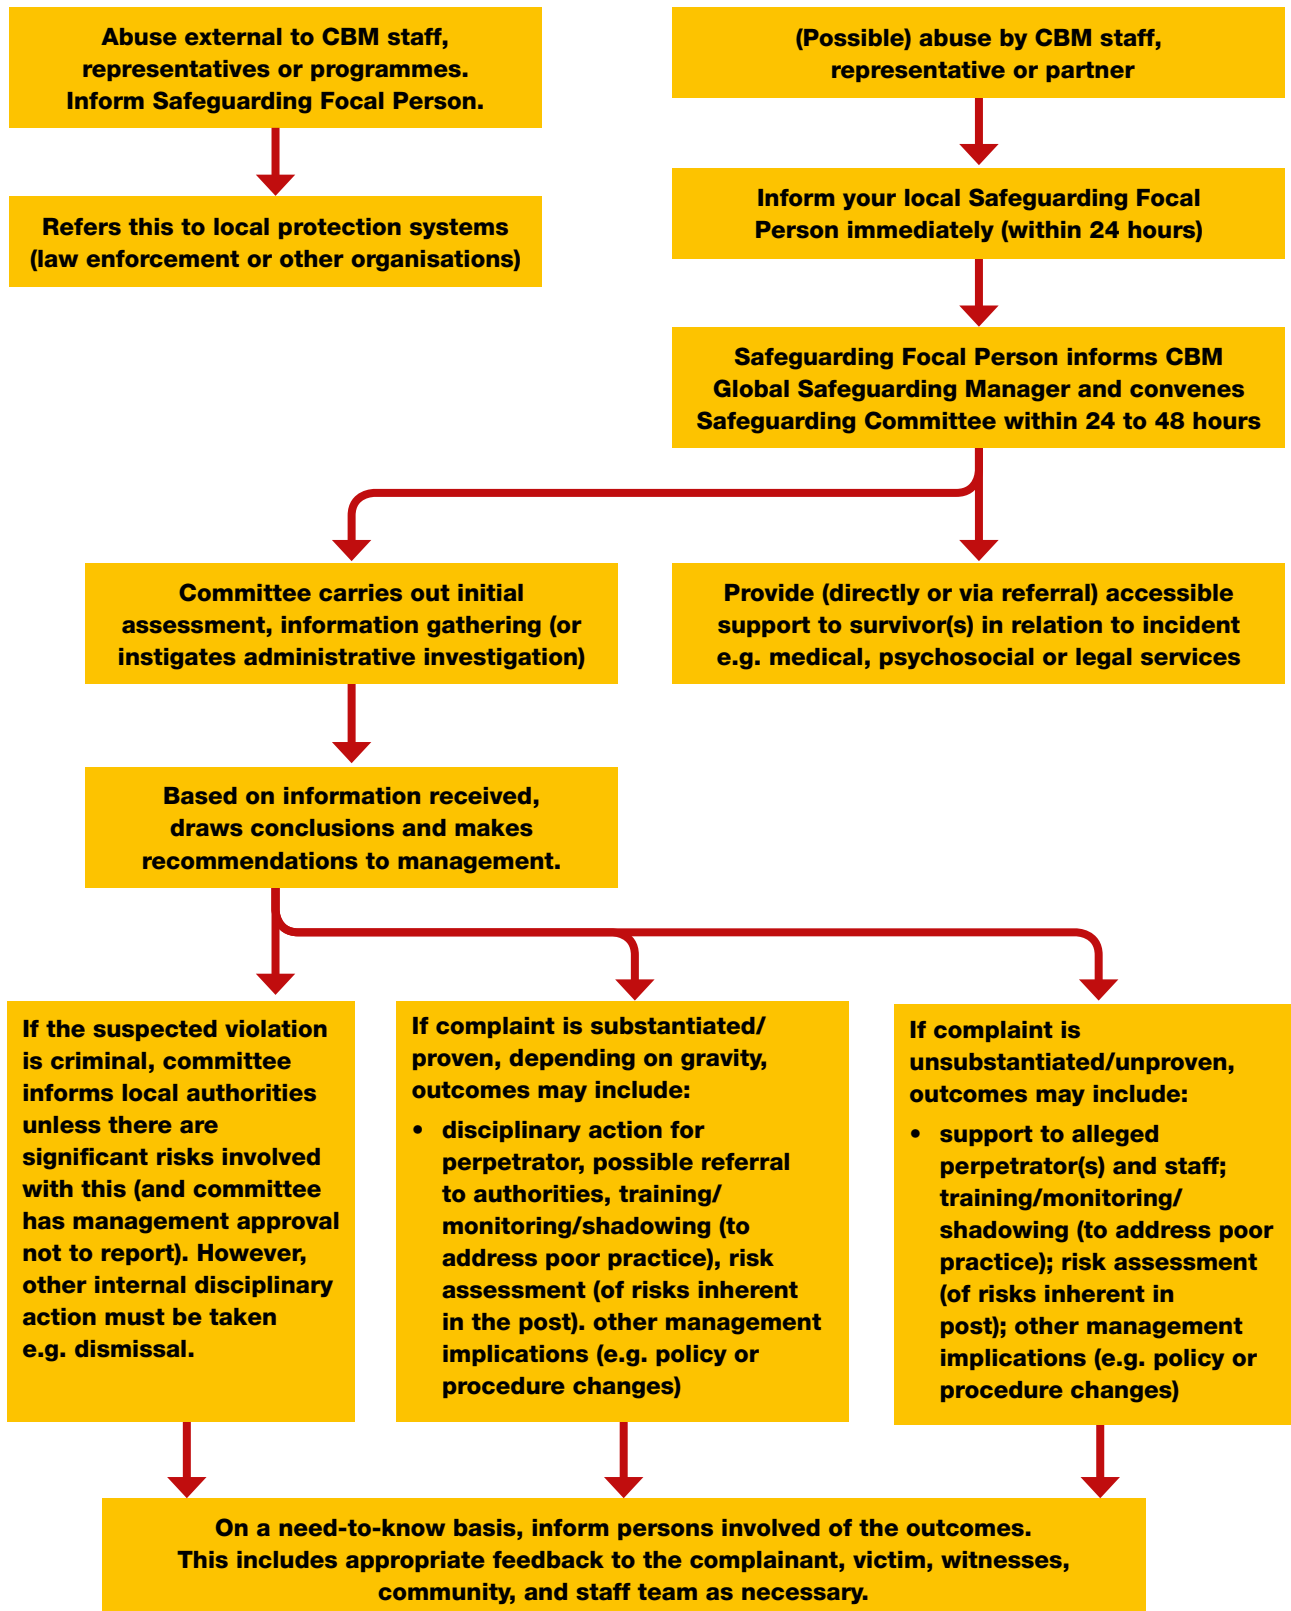 Abuse external to CBM staff,
representatives or programmes.
Inform Safeguarding Focal Person.
Refers this to local protection systems
(law enforcement or other organisations)
(Possible) abuse by CBM staff,
representative or partner
Inform your local Safeguarding Focal
Person immediately (within 24 hours)
Safeguarding Focal Person informs CBM
Global Safeguarding Manager and convenes
Safeguarding Committee within 24 to 48 hours
Committee carries out initial
assessment, information gathering (or
instigates administrative investigation)
Provide (directly or via referral) accessible
support to survivor(s) in relation to incident
e.g. medical, psychosocial or legal services
Based on information received,
draws conclusions and makes
recommendations to management.
If the suspected violation
is criminal, committee
informs local authorities
unless there are
significant risks involved
with this (and committee
has management approval
not to report). However,
other internal disciplinary
action must be taken
e.g. dismissal.
If complaint is substantiated/
proven, depending on gravity,
outcomes may include:
• disciplinary action for
perpetrator, possible referral
to authorities, training/
monitoring/shadowing (to
address poor practice), risk
assessment (of risks inherent
in the post). other management
implications (e.g. policy or
procedure changes)
If complaint is
unsubstantiated/unproven,
outcomes may include:
• support to alleged
perpetrator(s) and staff;
training/monitoring/
shadowing (to address poor
practice); risk assessment
(of risks inherent in
post); other management
implications (e.g. policy or
procedure changes)
On a need-to-know basis, inform persons involved of the outcomes.
This includes appropriate feedback to the complainant, victim, witnesses,
community, and staff team as necessary.